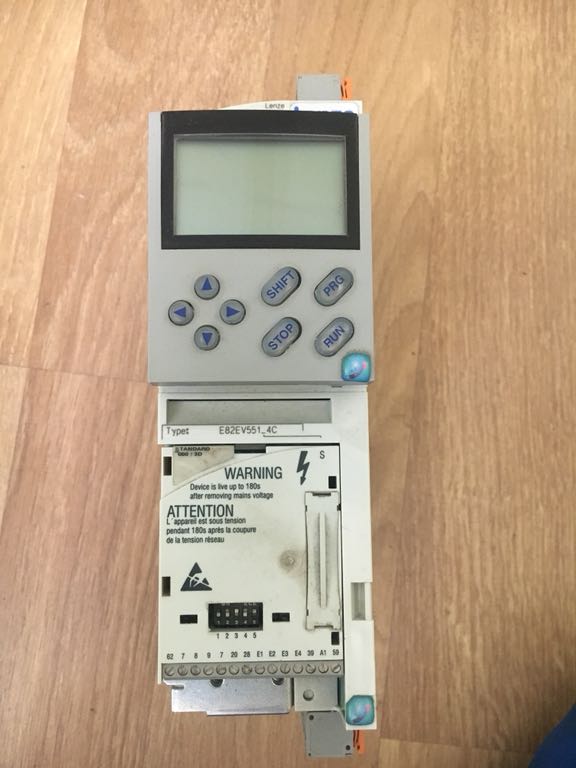 Lenze
SHIFT PRG
STOP RUN
Type: E82EV551_4C
STANDARD
S
WARNING
Device is live up to 180s
after removing mains voltage
ATTENTION
L'appareil est sous tension
pendant 180s après la coupure
de la tension réseau
1 2 3 4 5
62 7 8 9 7 20 28 E1 E2 E3 E4 39 A1 59